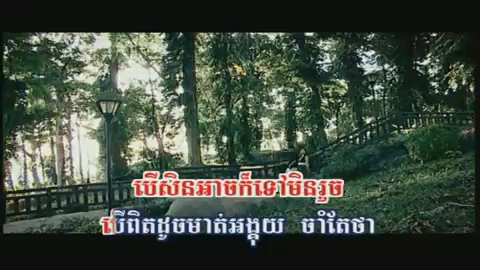 បើសិនអាចក៏ទៅមិនរួច
បើពិតដូចមាត់អង្គុយ ចាំតែថា